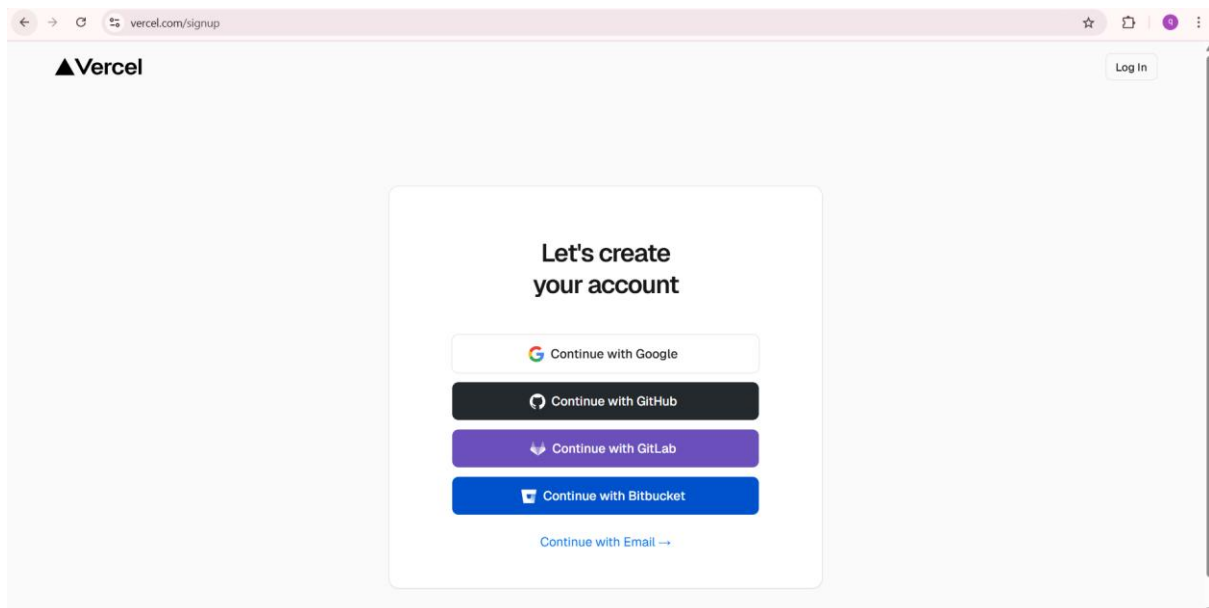 vercel.com/signup
Vercel
Log In
Let's create
your account
Continue with Google
Continue with GitHub
Continue with GitLab
Continue with Bitbucket
Continue with Email →